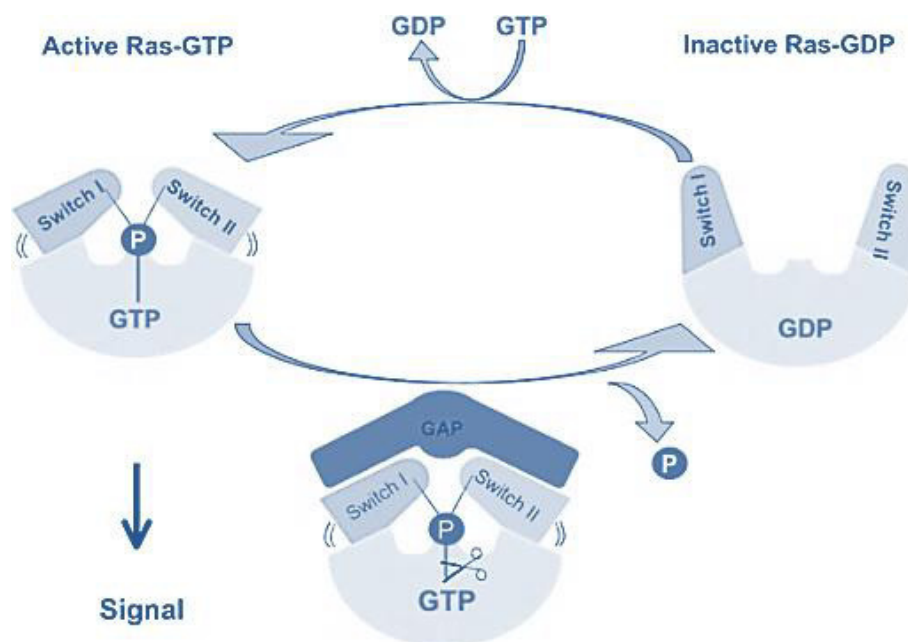 GDP GTP
Active Ras-GTP
Inactive Ras-GDP
Switch I
Switch II
P
GTP
Switch I
Switch II
GDP
GAP
P
Switch I
Switch II
P
GTP
Signal